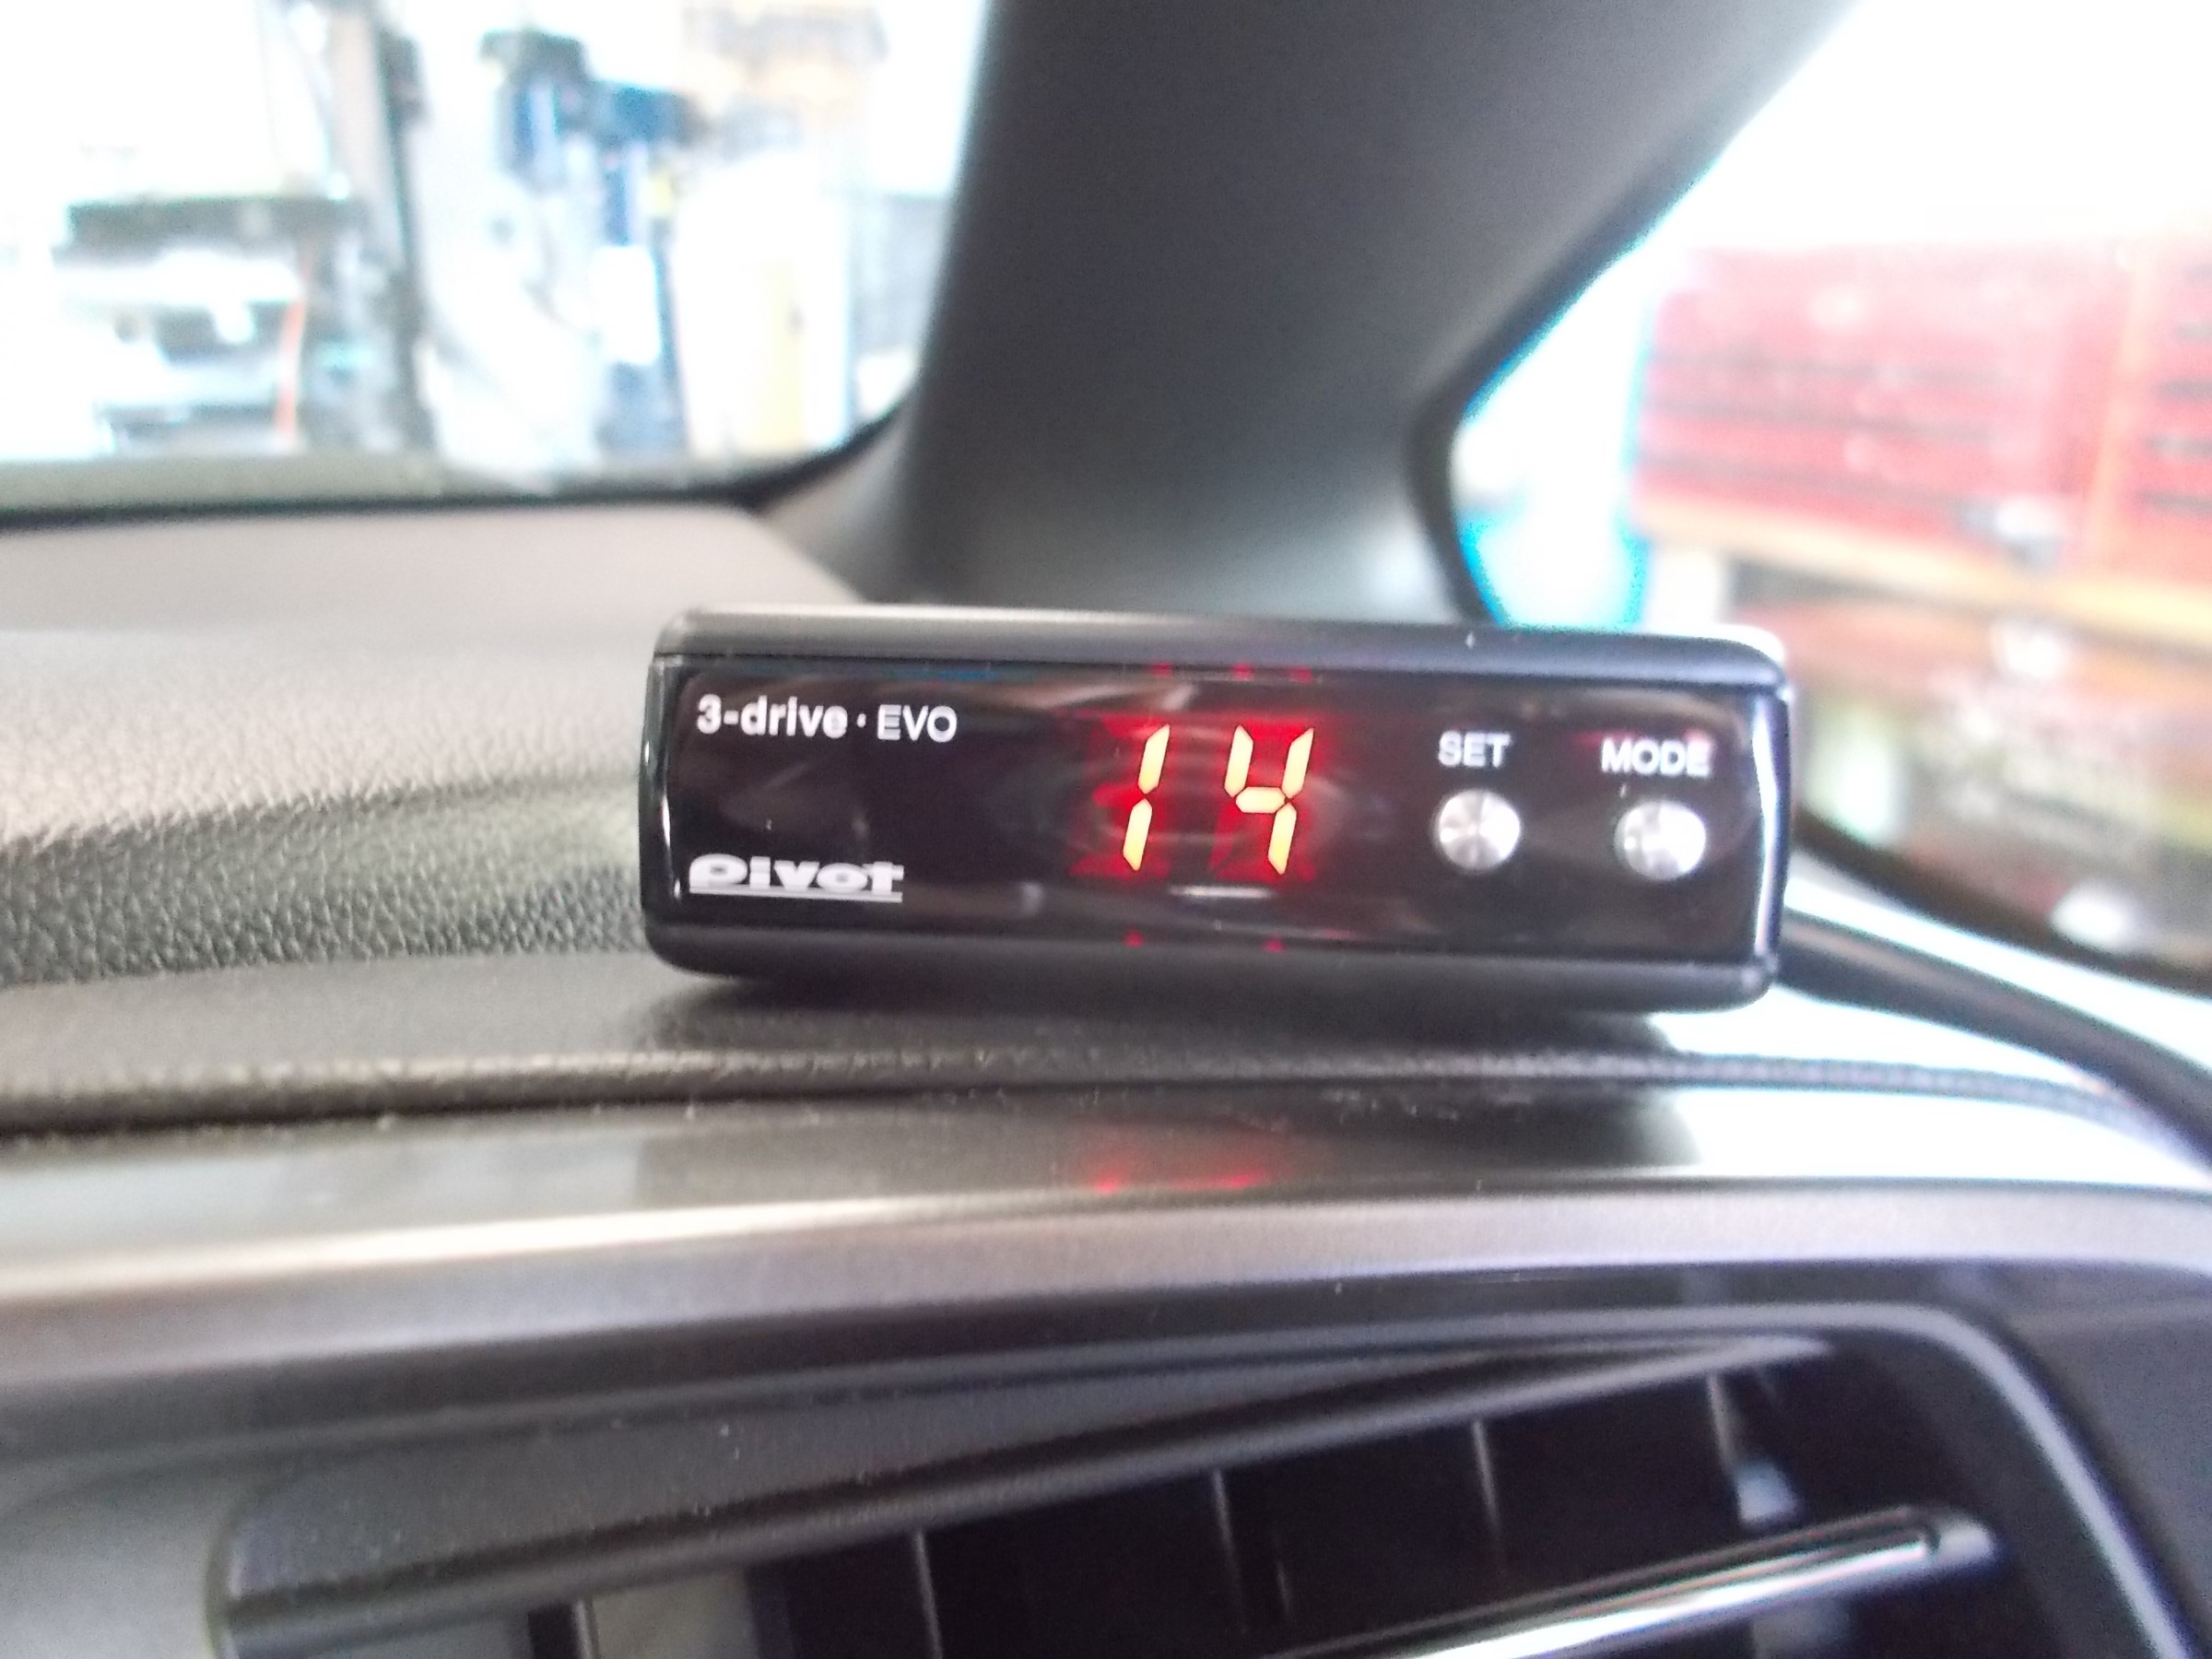 3-drive・EVO
14
SET
MODE
Pivot